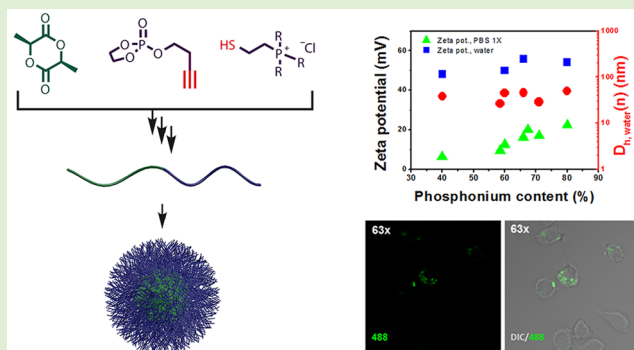 O
O
O
O
O
O P O
O
HS
P + −Cl
R
R
R
Zeta pot., PBS 1X
Zeta pot., water
Zeta potential (mV)
60
40
20
0
30 40 50 60 70 80 90
Phosphonium content (%)
1000
100
10
1
Dh, water(n) (nm)
63x
488
63x
DIC/488